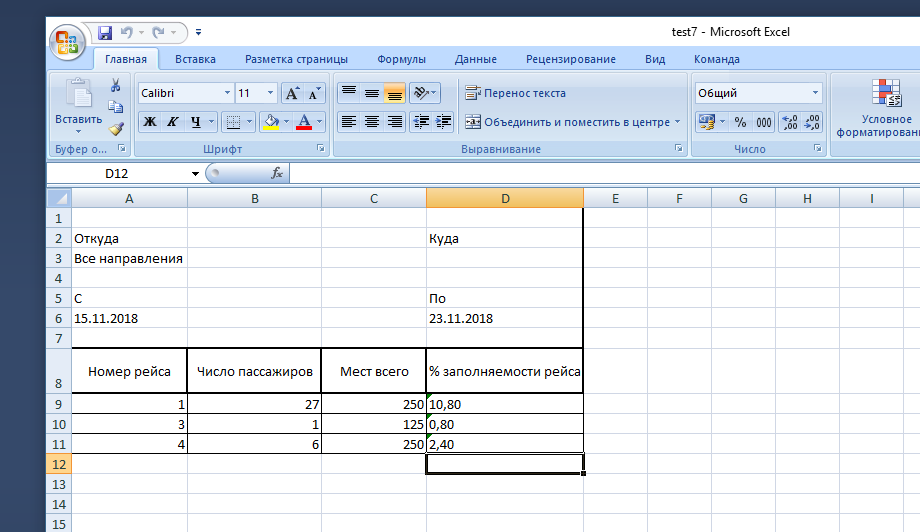 test7 - Microsoft Excel
Главная Вставка Разметка страницы Формулы Данные Рецензирование Вид Команда
Calibri 11 Перенос текста Общий
Вставить Ж К Ч Объединить и поместить в центре % 000 Условное
форматирован
Буфер о... Шрифт Выравнивание Число
D12 fx
A B C D E F G H I
1
2 Откуда Куда
3 Все направления
4
5 С По
6 15.11.2018 23.11.2018
7
8 Номер рейса Число пассажиров Мест всего % заполняемости рейса
9 1 27 250 10,80
10 3 1 125 0,80
11 4 6 250 2,40
12
13
14
15